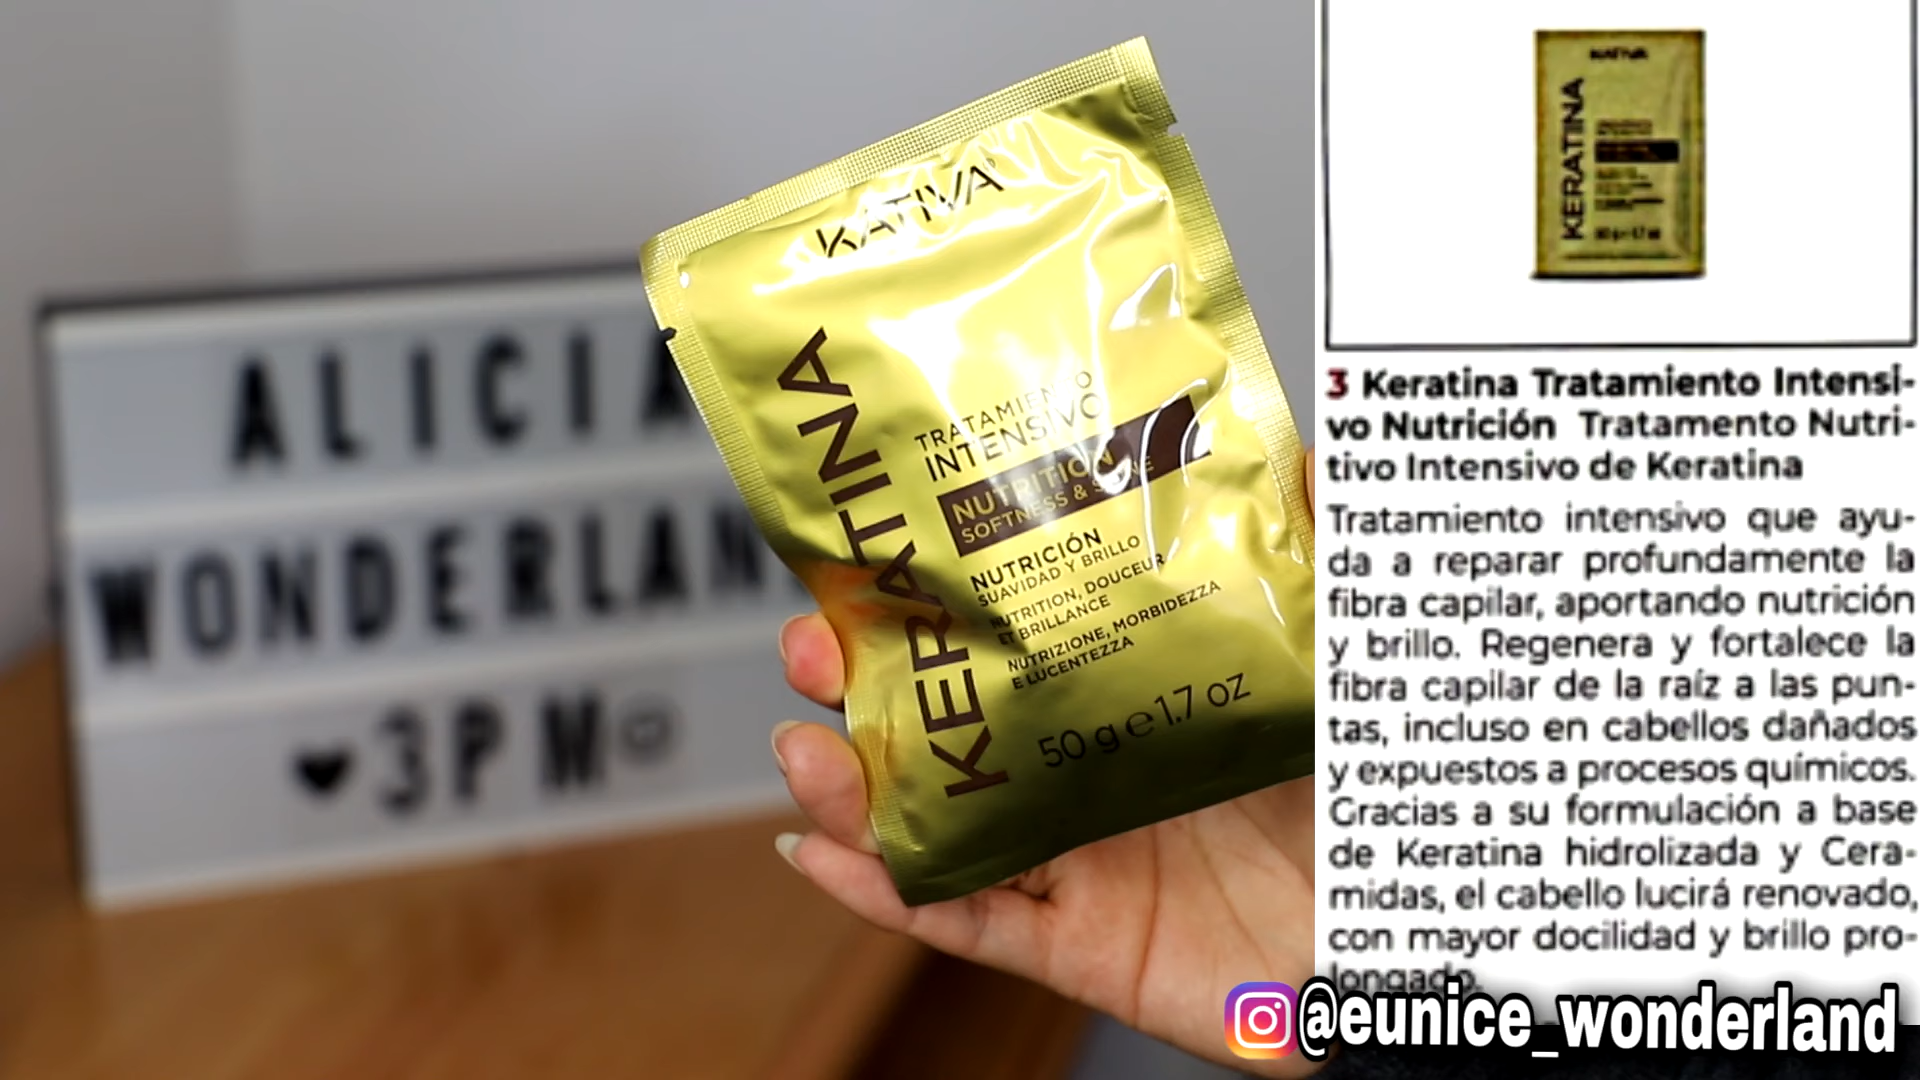 ALICIA
WONDERLAN
♥3PM
KATIVA
KERATINA
TRATAMIENTO
INTENSIVO
NUTRITION
SOFTNESS & SHINE
NUTRICIÓN
SUAVIDAD Y BRILLO
NUTRITION, DOUCEUR
ET BRILLANCE
NUTRIZIONE, MORBIDEZZA
E LUCENTEZZA
50 g e 1.7 oz
KATIVA
KERATINA
3 Keratina Tratamiento Intensi-
vo Nutrición Tratamento Nutri-
tivo Intensivo de Keratina
Tratamiento intensivo que ayu-
da a reparar profundamente la
fibra capilar, aportando nutrición
y brillo. Regenera y fortalece la
fibra capilar de la raíz a las pun-
tas, incluso en cabellos dañados
y expuestos a procesos químicos.
Gracias a su formulación a base
de Keratina hidrolizada y Cera-
midas, el cabello lucirá renovado,
con mayor docilidad y brillo pro-
longado.
@eunice_wonderland